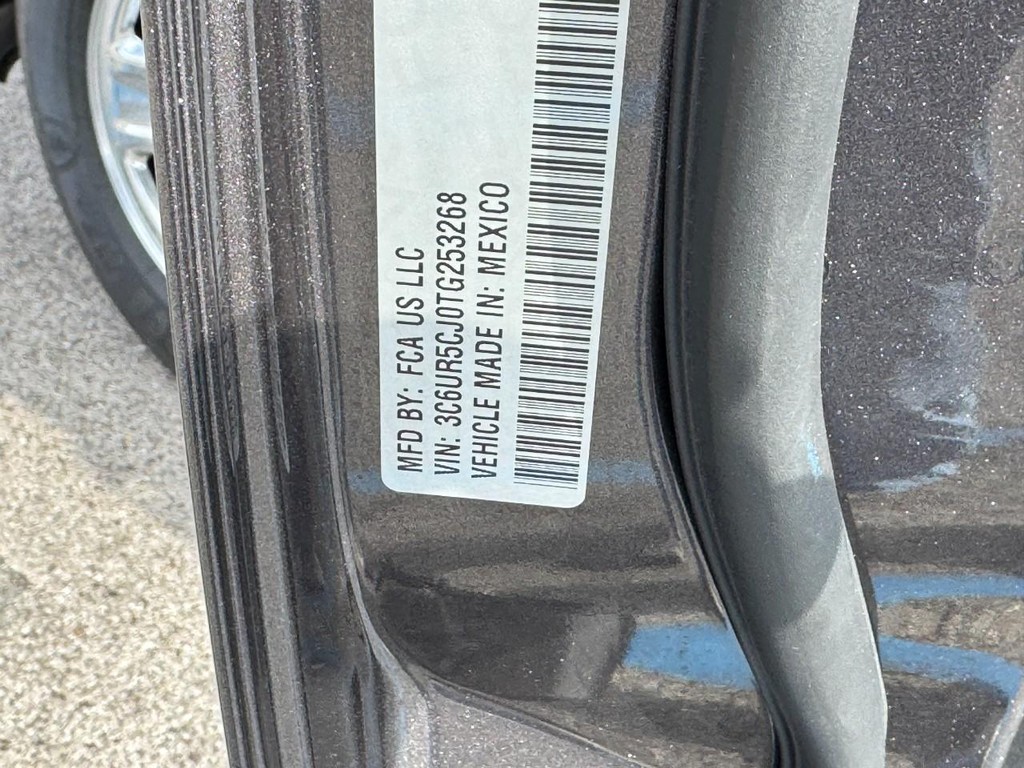 MFD BY: FCA US LLC
VIN: 3C6UR5CJ0TG253268
VEHICLE MADE IN: MEXICO